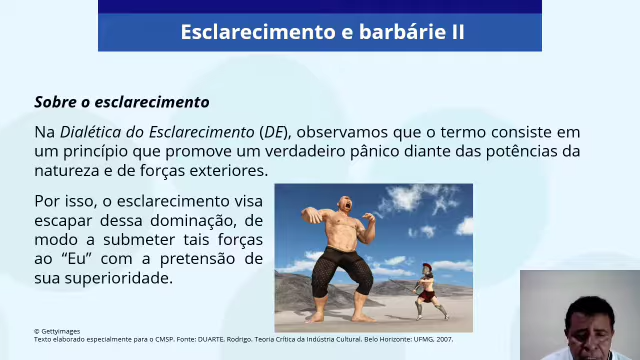 Esclarecimento e barbárie II
Sobre o esclarecimento
Na Dialética do Esclarecimento (DE), observamos que o termo consiste em
um princípio que promove um verdadeiro pânico diante das potências da
natureza e de forças exteriores.
Por isso, o esclarecimento visa
escapar dessa dominação, de
modo a submeter tais forças
ao “Eu” com a pretensão de
sua superioridade.
© Gettyimages
Texto elaborado especialmente para o CMSP. Fonte: DUARTE, Rodrigo. Teoria Crítica da Indústria Cultural. Belo Horizonte: UFMG, 2007.